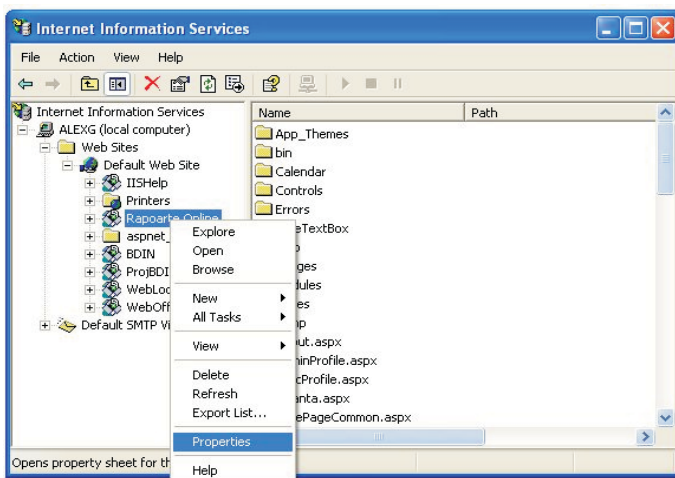 Internet Information Services
File Action View Help
Internet Information Services
ALEXG (local computer)
Web Sites
Default Web Site
IISHelp
Printers
Rapoarte Online
aspnet_
BDIN
ProjBDI
WebLoc
WebOff
Default SMTP Vi
Explore
Open
Browse
New
All Tasks
View
Delete
Refresh
Export List...
Properties
Help
Name Path
App_Themes
bin
Calendar
Controls
Errors
eTextBox
ges
dules
es
out.aspx
ninProfile.aspx
cProfile.aspx
anta.aspx
ePageCommon.aspx
Opens property sheet for th